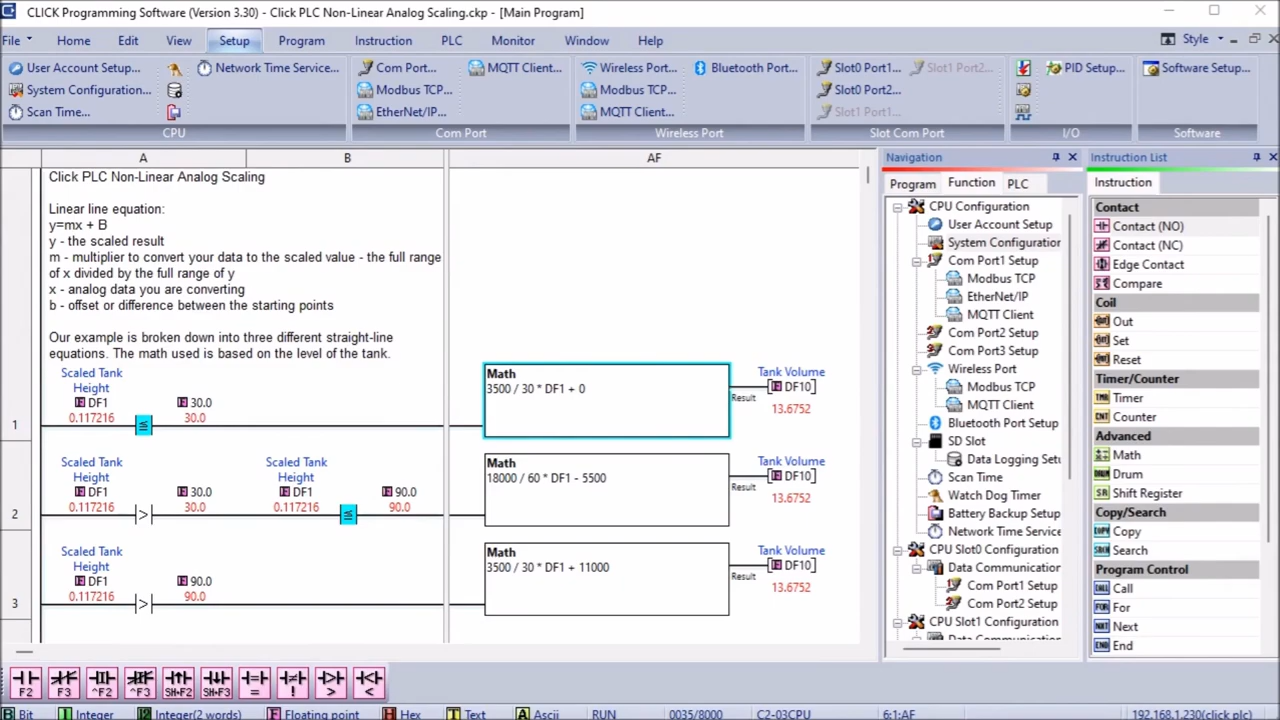 CLICK Programming Software (Version 3.30) - Click PLC Non-Linear Analog Scaling.ckp - [Main Program]
File Home Edit View Setup Program Instruction PLC Monitor Window Help Style
User Account Setup... Network Time Service... Com Port... MQTT Client... Wireless Port... Bluetooth Port... Slot0 Port1... Slot1 Port2... PID Setup... Software Setup...
System Configuration... Modbus TCP... Modbus TCP... Slot0 Port2...
Scan Time... EtherNet/IP... MQTT Client... Slot1 Port1...
CPU Com Port Wireless Port Slot Com Port I/O Software
A B AF
Click PLC Non-Linear Analog Scaling
Linear line equation:
y=mx + B
y - the scaled result
m - multiplier to convert your data to the scaled value - the full range
of x divided by the full range of y
x - analog data you are converting
b - offset or difference between the starting points
Our example is broken down into three different straight-line
equations. The math used is based on the level of the tank.
1
Scaled Tank
Height
F DF1 F 30.0
0.117216 30.0
≤
Math
3500 / 30 * DF1 + 0
Result
Tank Volume
F DF10
13.6752
2
Scaled Tank
Height
F DF1 F 30.0
0.117216 30.0
>
Scaled Tank
Height
F DF1 F 90.0
0.117216 90.0
≤
Math
18000 / 60 * DF1 - 5500
Result
Tank Volume
F DF10
13.6752
3
Scaled Tank
Height
F DF1 F 90.0
0.117216 90.0
>
Math
3500 / 30 * DF1 + 11000
Result
Tank Volume
F DF10
13.6752
Navigation
Program Function PLC
CPU Configuration
User Account Setup
System Configuration
Com Port1 Setup
Modbus TCP
EtherNet/IP
MQTT Client
Com Port2 Setup
Com Port3 Setup
Wireless Port
Modbus TCP
MQTT Client
Bluetooth Port Setup
SD Slot
Data Logging Setu
Scan Time
Watch Dog Timer
Battery Backup Setup
Network Time Service
CPU Slot0 Configuration
Data Communication
Com Port1 Setup
Com Port2 Setup
CPU Slot1 Configuration
Data Communication
Instruction List
Instruction
Contact
Contact (NO)
Contact (NC)
Edge Contact
Compare
Coil
Out
Set
Reset
Timer/Counter
Timer
Counter
Advanced
Math
Drum
Shift Register
Copy/Search
Copy
Search
Program Control
Call
For
Next
End
F2 F3 ^F2 ^F3 SH+F2 SH+F3 = ! > <
B Bit I Integer I2 Integer(2 words) F Floating point H Hex T Text A Ascii RUN 0035/8000 C2-03CPU 6:1:AF 192.168.1.230(click plc)